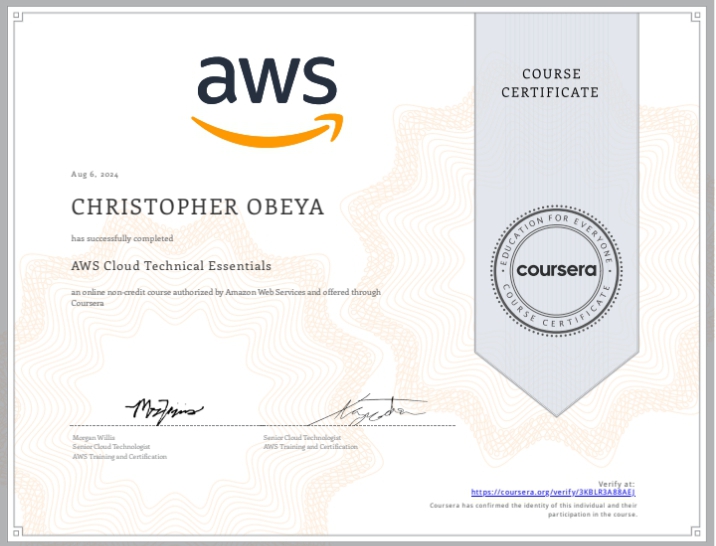 aws
COURSE
CERTIFICATE
Aug 6, 2024
CHRISTOPHER OBEYA
has successfully completed
AWS Cloud Technical Essentials
an online non-credit course authorized by Amazon Web Services and offered through
Coursera
EDUCATION FOR EVERYONE
coursera
COURSE CERTIFICATE
Morgan Willis
Senior Cloud Technologist
AWS Training and Certification
Senior Cloud Technologist
AWS Training and Certification
Verify at:
https://coursera.org/verify/3KBLR3A8BAEJ
Coursera has confirmed the identity of this individual and their
participation in the course.